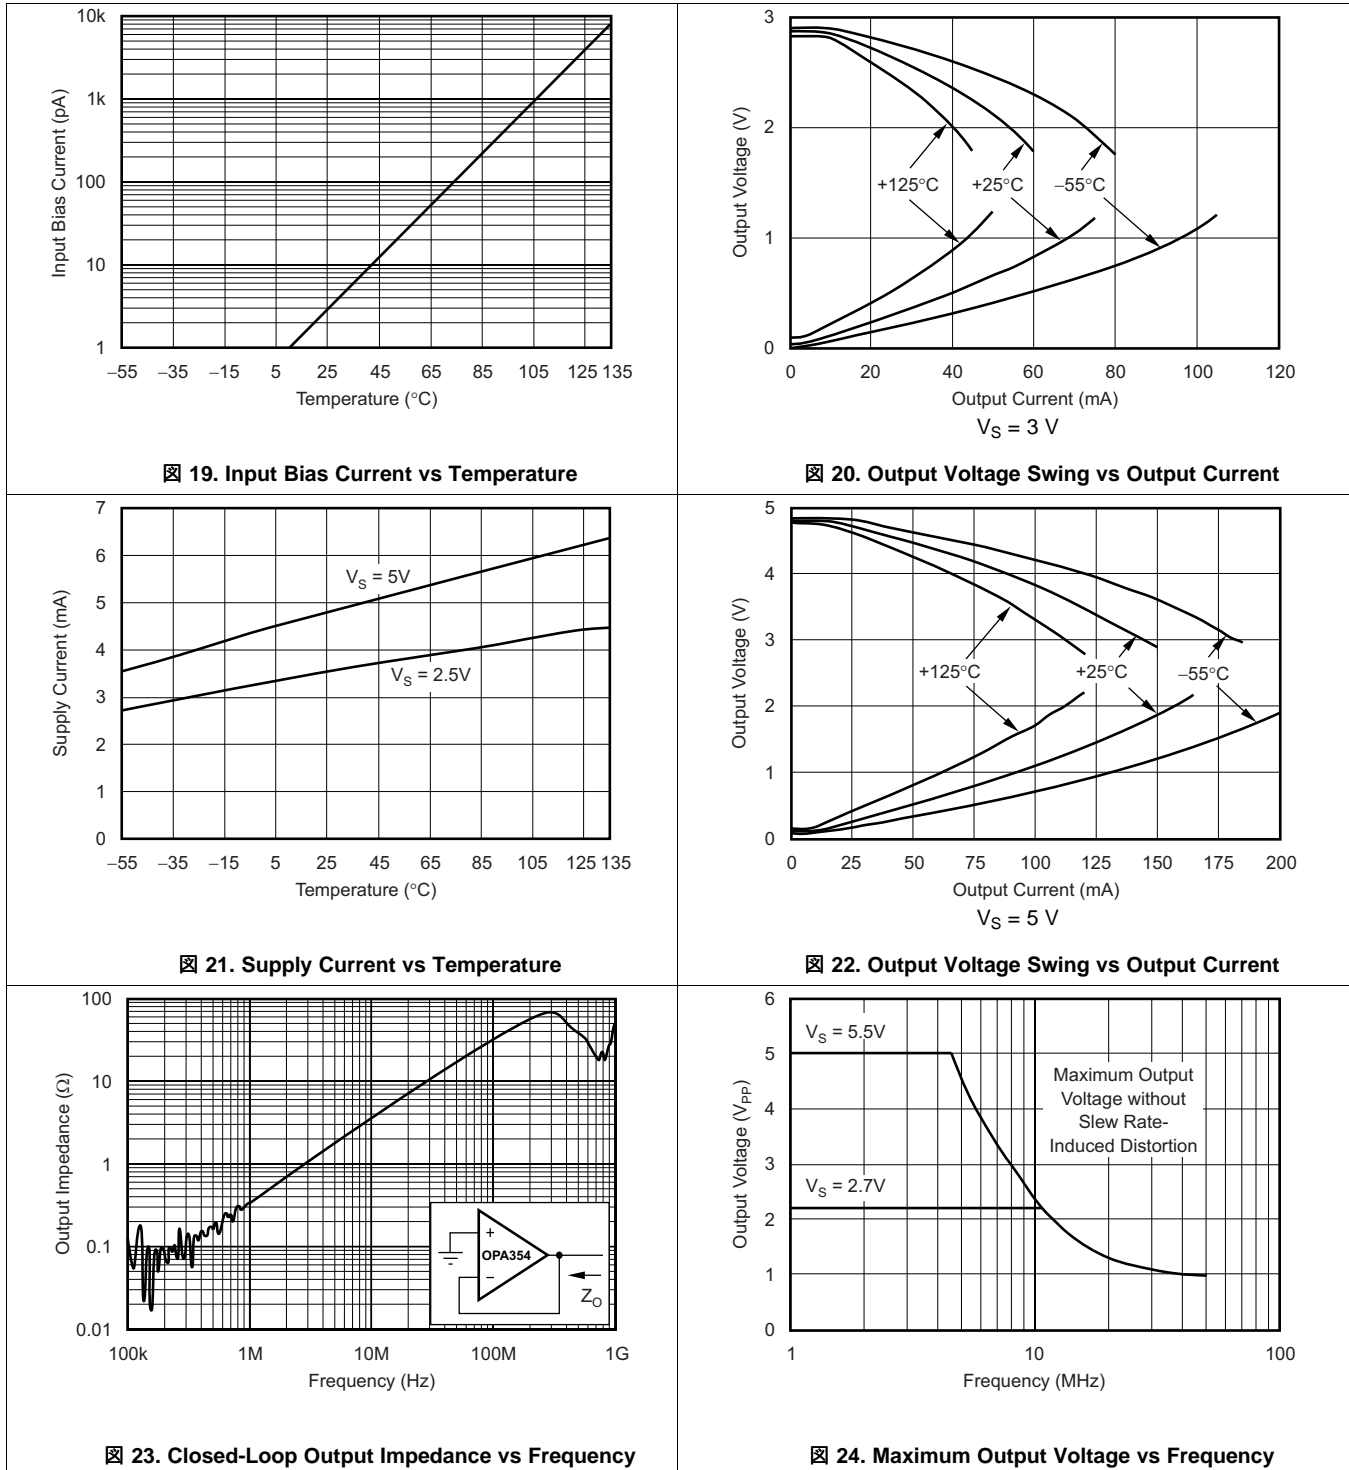 10k
1k
100
10
1
Input Bias Current (pA)
–55 –35 –15 5 25 45 65 85 105 125 135
Temperature (°C)
図 19. Input Bias Current vs Temperature
3
2
1
0
Output Voltage (V)
+125°C +25°C –55°C
0 20 40 60 80 100 120
Output Current (mA)
VS = 3 V
図 20. Output Voltage Swing vs Output Current
7
6
5
4
3
2
1
0
Supply Current (mA)
VS = 5V
VS = 2.5V
–55 –35 –15 5 25 45 65 85 105 125 135
Temperature (°C)
図 21. Supply Current vs Temperature
5
4
3
2
1
0
Output Voltage (V)
+125°C +25°C –55°C
0 25 50 75 100 125 150 175 200
Output Current (mA)
VS = 5 V
図 22. Output Voltage Swing vs Output Current
100
10
1
0.1
0.01
Output Impedance (Ω)
+
OPA354
–
ZO
100k 1M 10M 100M 1G
Frequency (Hz)
図 23. Closed-Loop Output Impedance vs Frequency
6
5
4
3
2
1
0
Output Voltage (VPP)
VS = 5.5V
Maximum Output
Voltage without
Slew Rate-
Induced Distortion
VS = 2.7V
1 10 100
Frequency (MHz)
図 24. Maximum Output Voltage vs Frequency